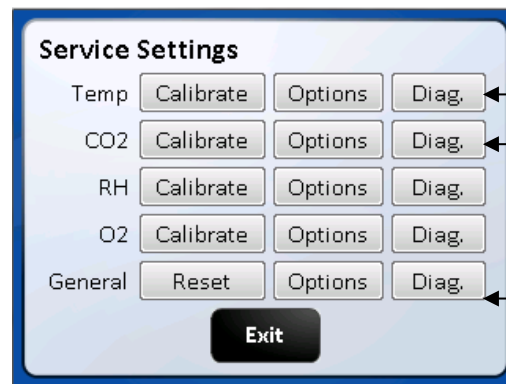 Service Settings
Temp Calibrate Options Diag.
CO2 Calibrate Options Diag.
RH Calibrate Options Diag.
O2 Calibrate Options Diag.
General Reset Options Diag.
Exit